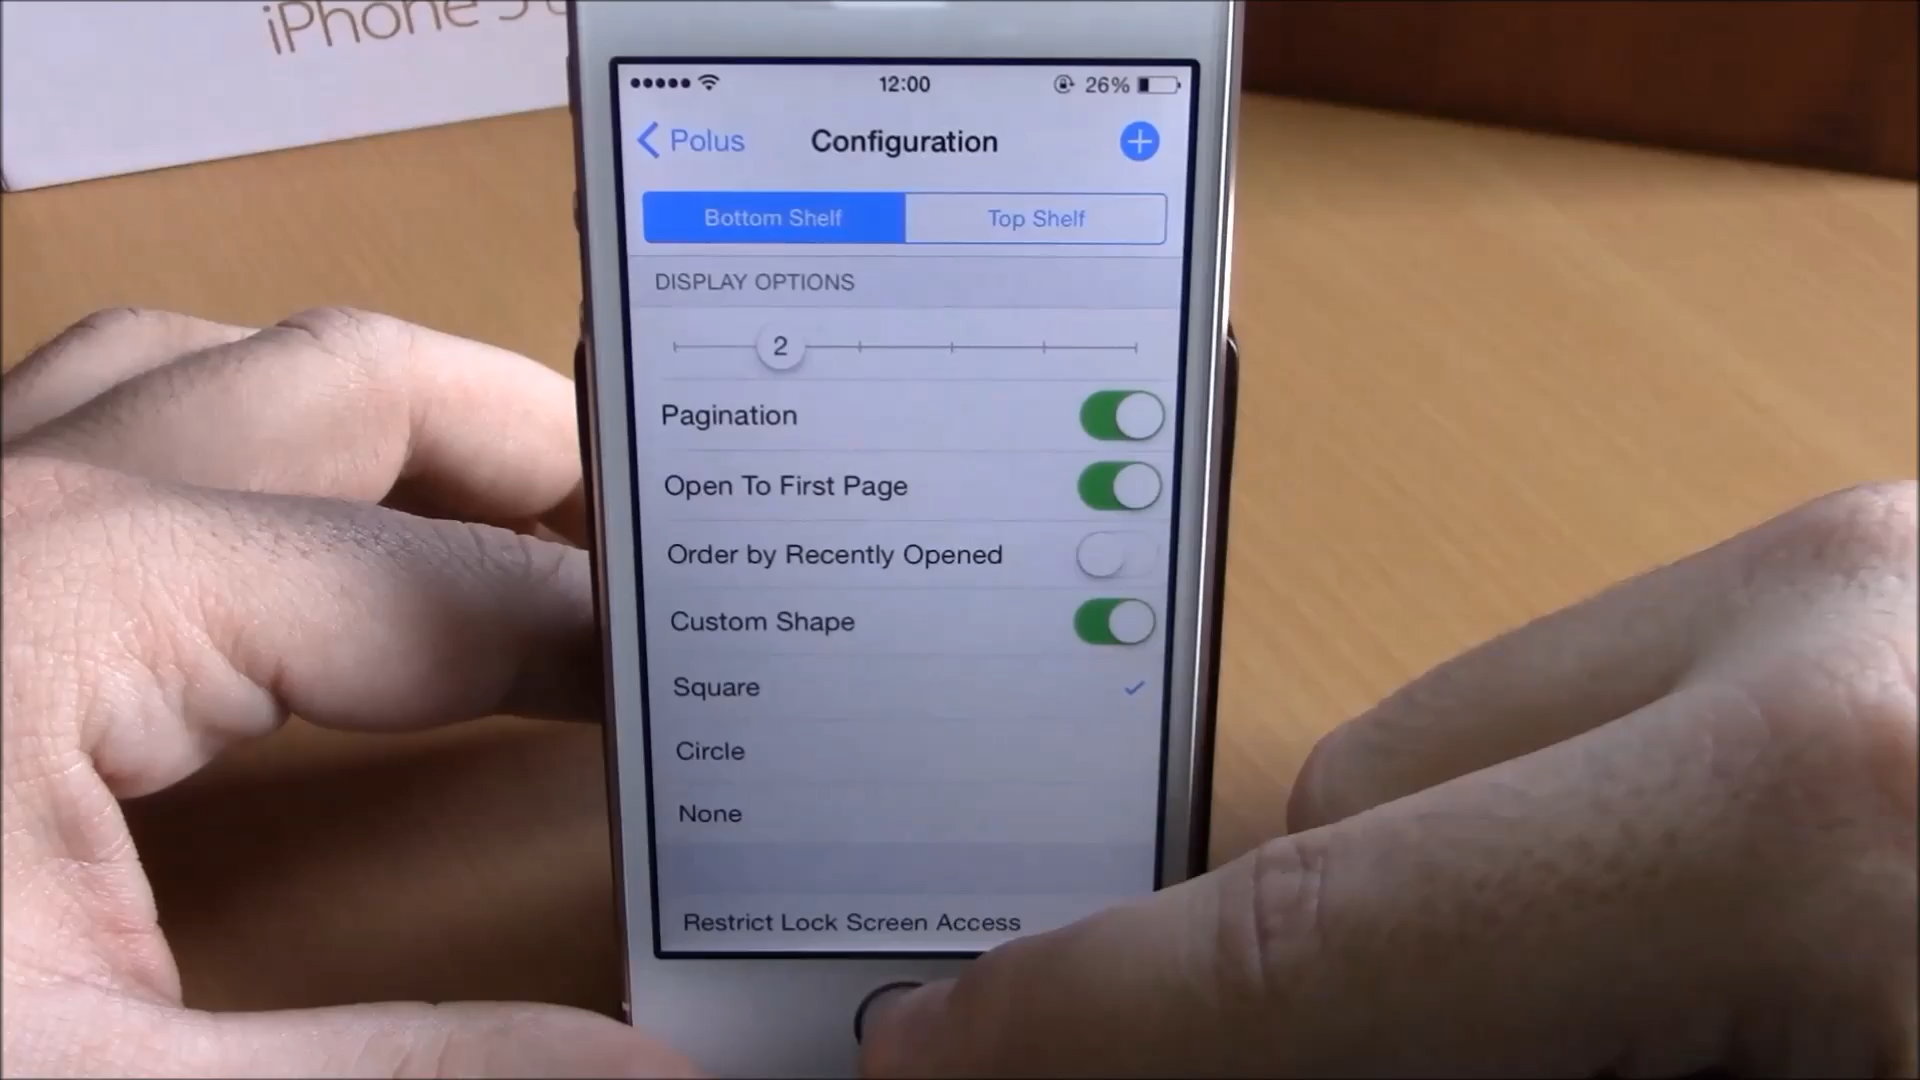 iPhone 5
12:00
26%
Polus
Configuration
Bottom Shelf
Top Shelf
DISPLAY OPTIONS
2
Pagination
Open To First Page
Order by Recently Opened
Custom Shape
Square
Circle
None
Restrict Lock Screen Access